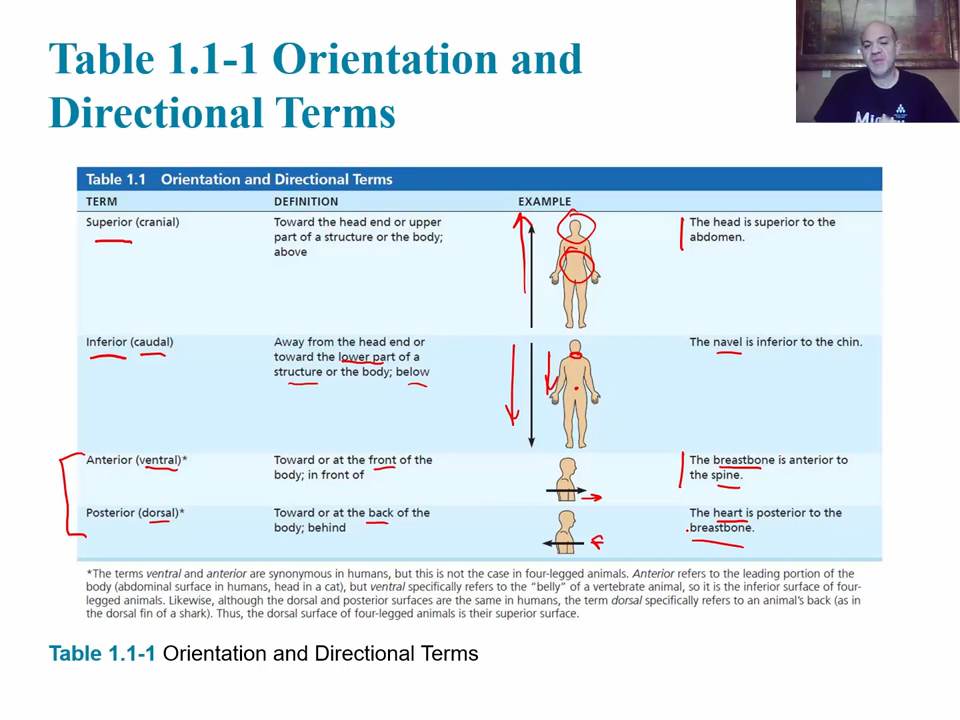 Table 1.1-1 Orientation and
Directional Terms
Mighty
Table 1.1 Orientation and Directional Terms
TERM DEFINITION EXAMPLE
Superior (cranial) Toward the head end or upper The head is superior to the
part of a structure or the body; abdomen.
above
Inferior (caudal) Away from the head end or The navel is inferior to the chin.
toward the lower part of a
structure or the body; below
Anterior (ventral)* Toward or at the front of the The breastbone is anterior to
body; in front of the spine.
Posterior (dorsal)* Toward or at the back of the The heart is posterior to the
body; behind breastbone.
*The terms ventral and anterior are synonymous in humans, but this is not the case in four-legged animals. Anterior refers to the leading portion of the
body (abdominal surface in humans, head in a cat), but ventral specifically refers to the "belly" of a vertebrate animal, so it is the inferior surface of four-
legged animals. Likewise, although the dorsal and posterior surfaces are the same in humans, the term dorsal specifically refers to an animal's back (as in
the dorsal fin of a shark). Thus, the dorsal surface of four-legged animals is their superior surface.
Table 1.1-1 Orientation and Directional Terms